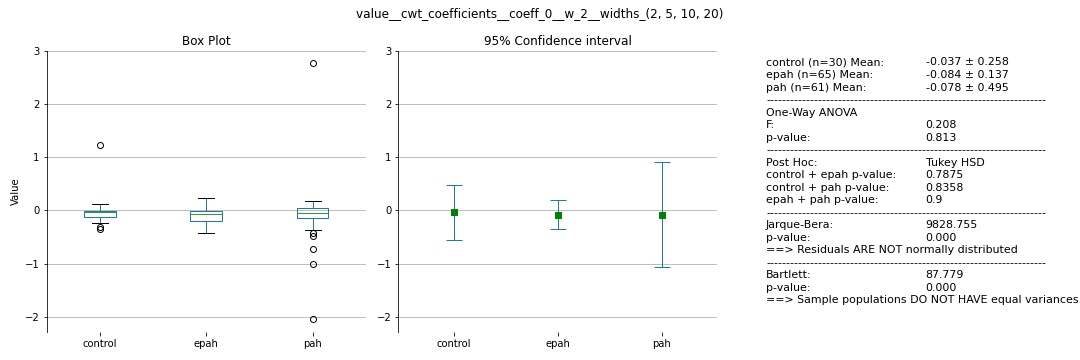 value__cwt_coefficients__coeff_0__w_2__widths_(2, 5, 10, 20)
Box Plot
Value
3
2
1
0
−1
−2
control
epah
pah
95% Confidence interval
3
2
1
0
−1
−2
control
epah
pah
control (n=30) Mean: -0.037 ± 0.258
epah (n=65) Mean: -0.084 ± 0.137
pah (n=61) Mean: -0.078 ± 0.495
One-Way ANOVA
F: 0.208
p-value: 0.813
Post Hoc: Tukey HSD
control + epah p-value: 0.7875
control + pah p-value: 0.8358
epah + pah p-value: 0.9
Jarque-Bera: 9828.755
p-value: 0.000
==> Residuals ARE NOT normally distributed
Bartlett: 87.779
p-value: 0.000
==> Sample populations DO NOT HAVE equal variances